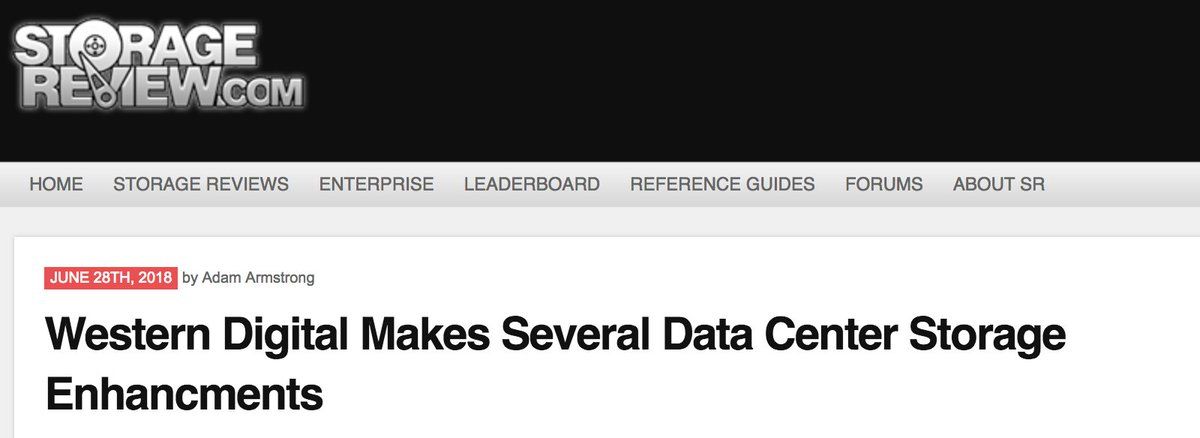 STORAGE
REVIEW.COM
HOME STORAGE REVIEWS ENTERPRISE LEADERBOARD REFERENCE GUIDES FORUMS ABOUT SR
JUNE 28TH, 2018 by Adam Armstrong
Western Digital Makes Several Data Center Storage
Enhancments